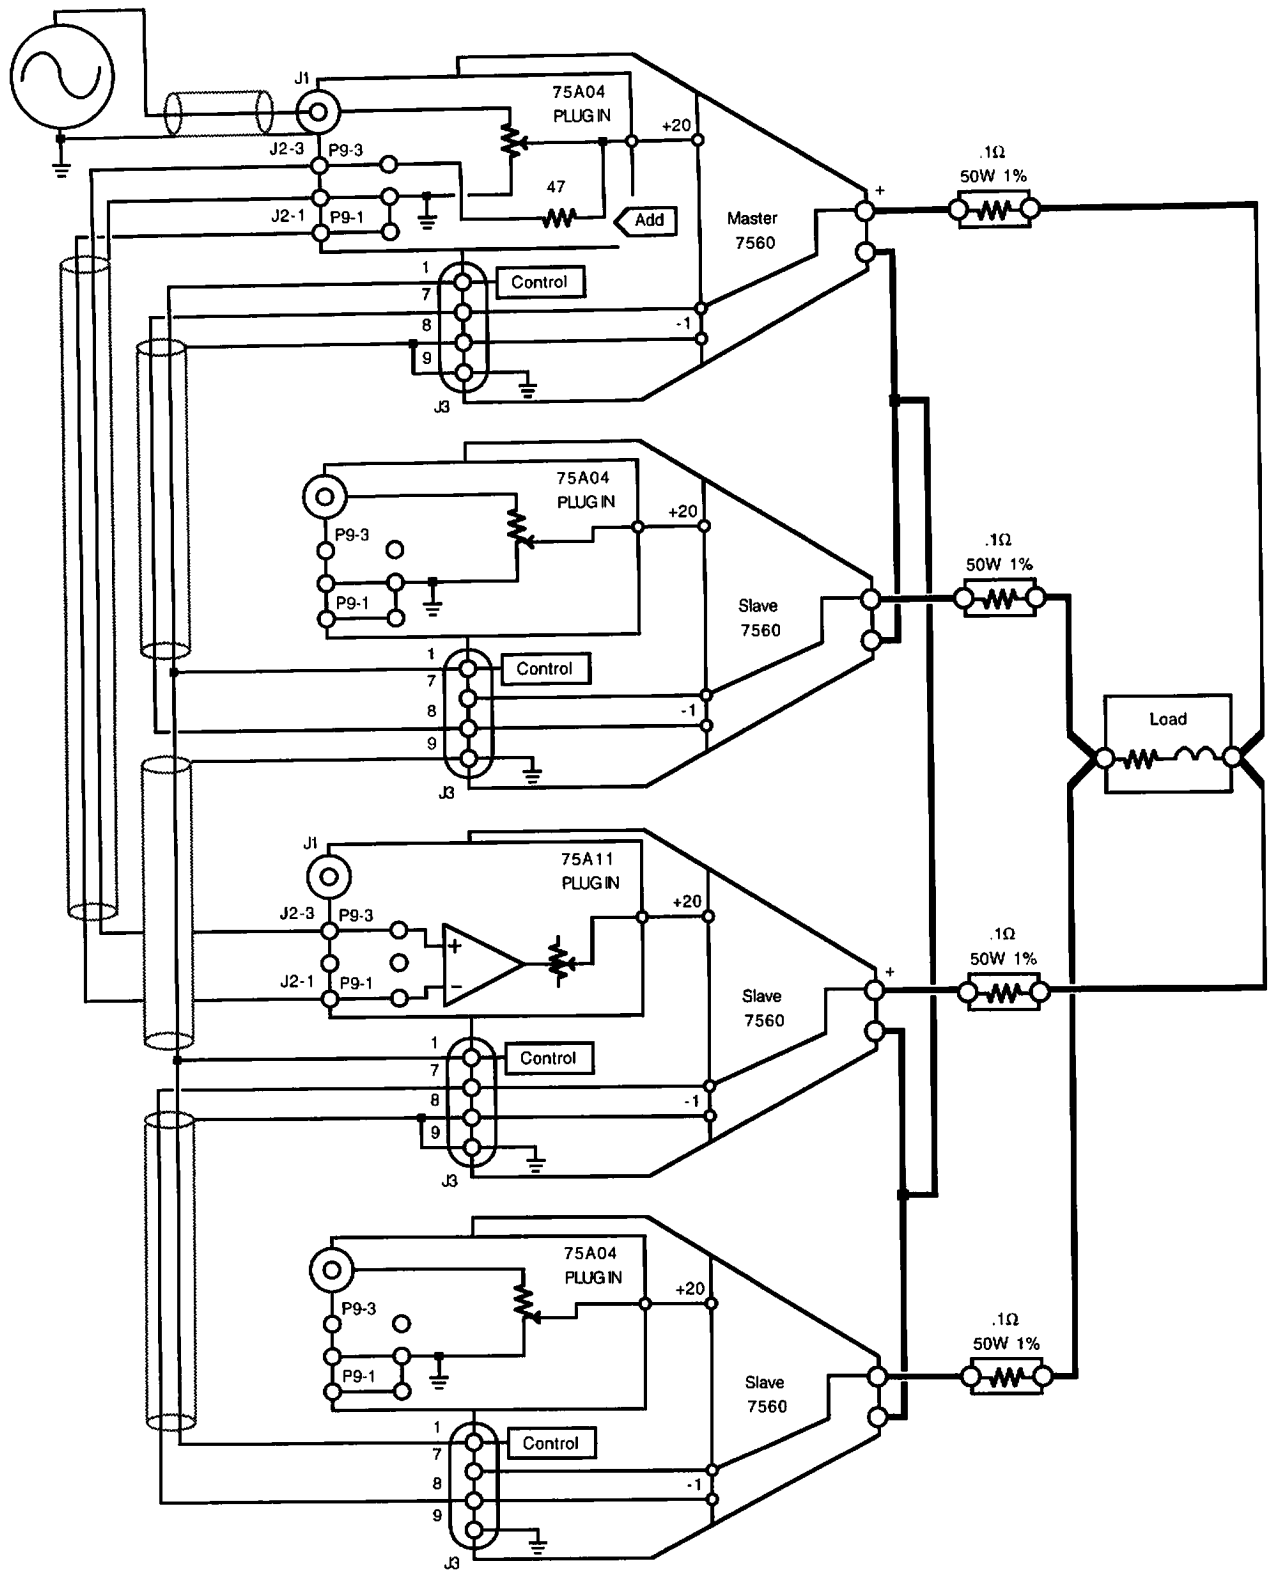 J1
75A04
PLUG IN
+20
J2-3
P9-3
J2-1
P9-1
47
Add
Master
7560
+
.1Ω
50W 1%
1
Control
7
8
-1
9
J3
75A04
PLUG IN
+20
P9-3
P9-1
Slave
7560
.1Ω
50W 1%
1
Control
7
8
-1
9
J3
Load
J1
75A11
PLUG IN
+20
J2-3
P9-3
+
J2-1
P9-1
−
Slave
7560
+
.1Ω
50W 1%
1
Control
7
8
-1
9
J3
75A04
PLUG IN
+20
P9-3
P9-1
Slave
7560
.1Ω
50W 1%
1
Control
7
8
-1
9
J3